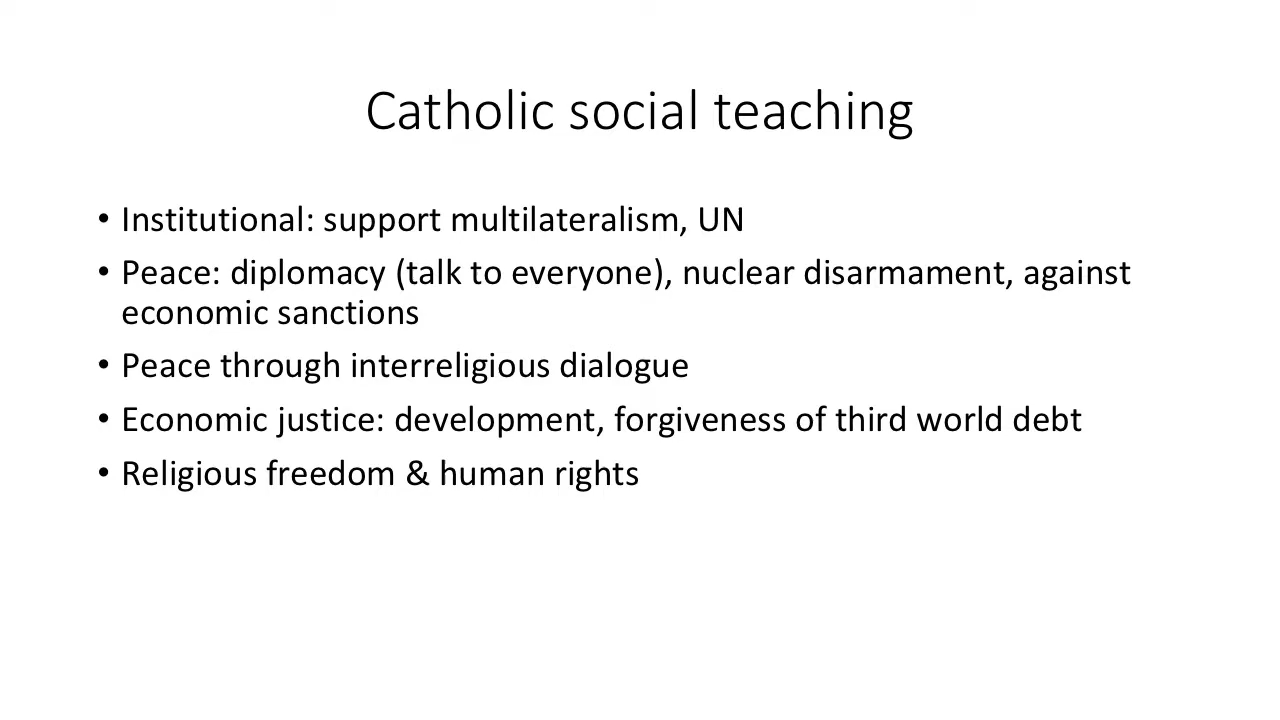 Catholic social teaching
• Institutional: support multilateralism, UN
• Peace: diplomacy (talk to everyone), nuclear disarmament, against
economic sanctions
• Peace through interreligious dialogue
• Economic justice: development, forgiveness of third world debt
• Religious freedom & human rights